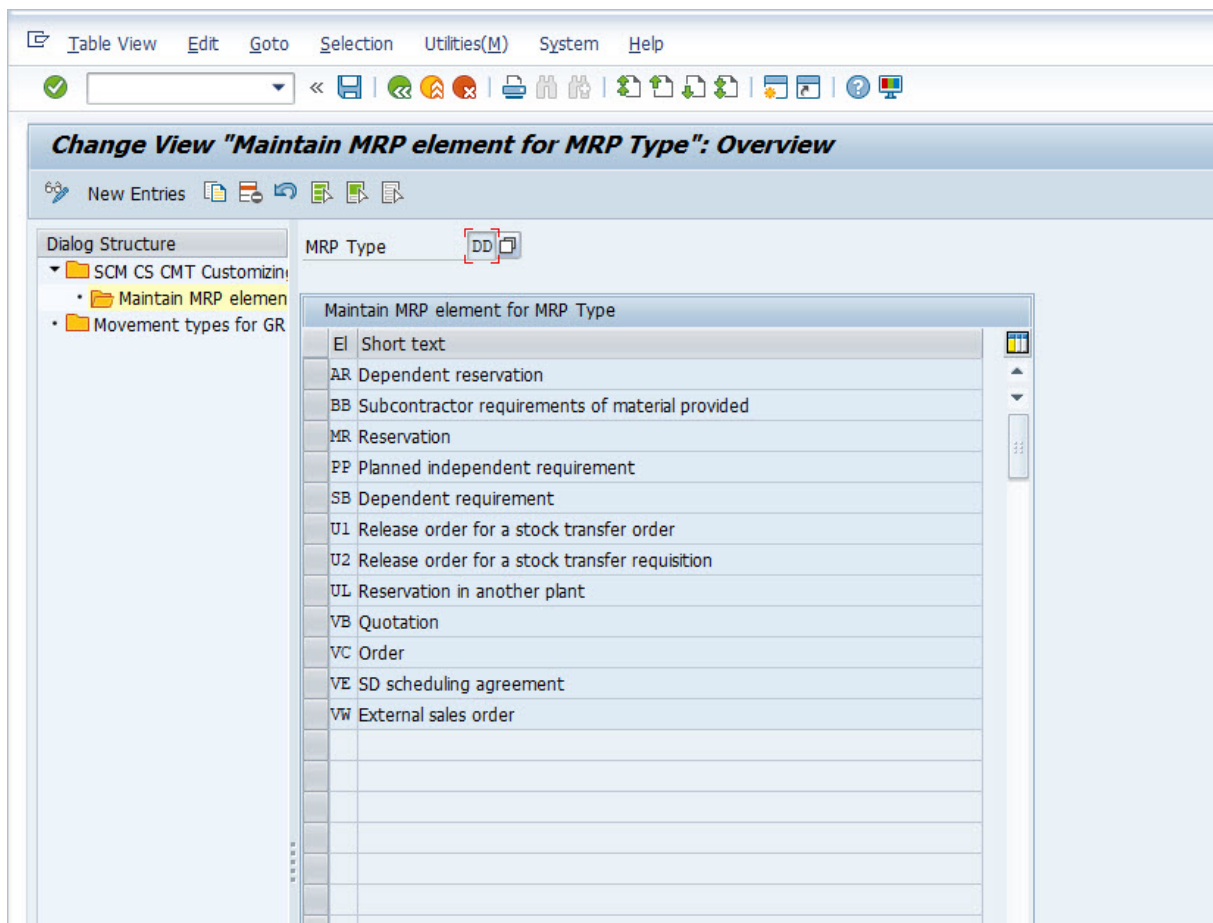 Table View Edit Goto Selection Utilities(M) System Help
Change View "Maintain MRP element for MRP Type": Overview
New Entries
Dialog Structure
SCM CS CMT Customizing
Maintain MRP elemen
Movement types for GR
MRP Type DD
Maintain MRP element for MRP Type
El Short text
AR Dependent reservation
BB Subcontractor requirements of material provided
MR Reservation
PP Planned independent requirement
SB Dependent requirement
U1 Release order for a stock transfer order
U2 Release order for a stock transfer requisition
UL Reservation in another plant
VB Quotation
VC Order
VE SD scheduling agreement
VW External sales order